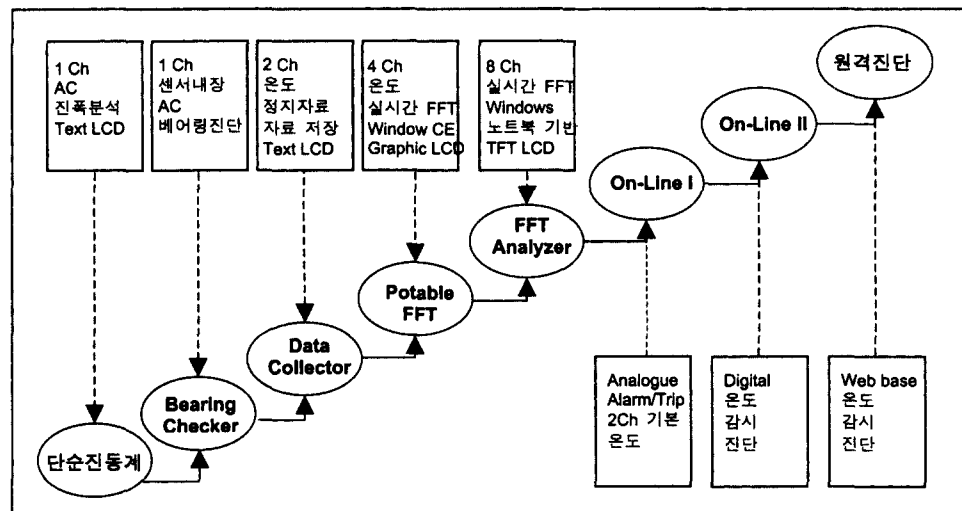 1 Ch
AC
진폭분석
Text LCD
1 Ch
센서내장
AC
베어링진단
2 Ch
온도
정지자료
자료 저장
Text LCD
4 Ch
온도
실시간 FFT
Window CE
Graphic LCD
8 Ch
실시간 FFT
Windows
노트북 기반
TFT LCD
원격진단
On-Line II
On-Line I
FFT
Analyzer
Potable
FFT
Data
Collector
Bearing
Checker
단순진동계
Analogue
Alarm/Trip
2Ch 기본
온도
Digital
온도
감시
진단
Web base
온도
감시
진단